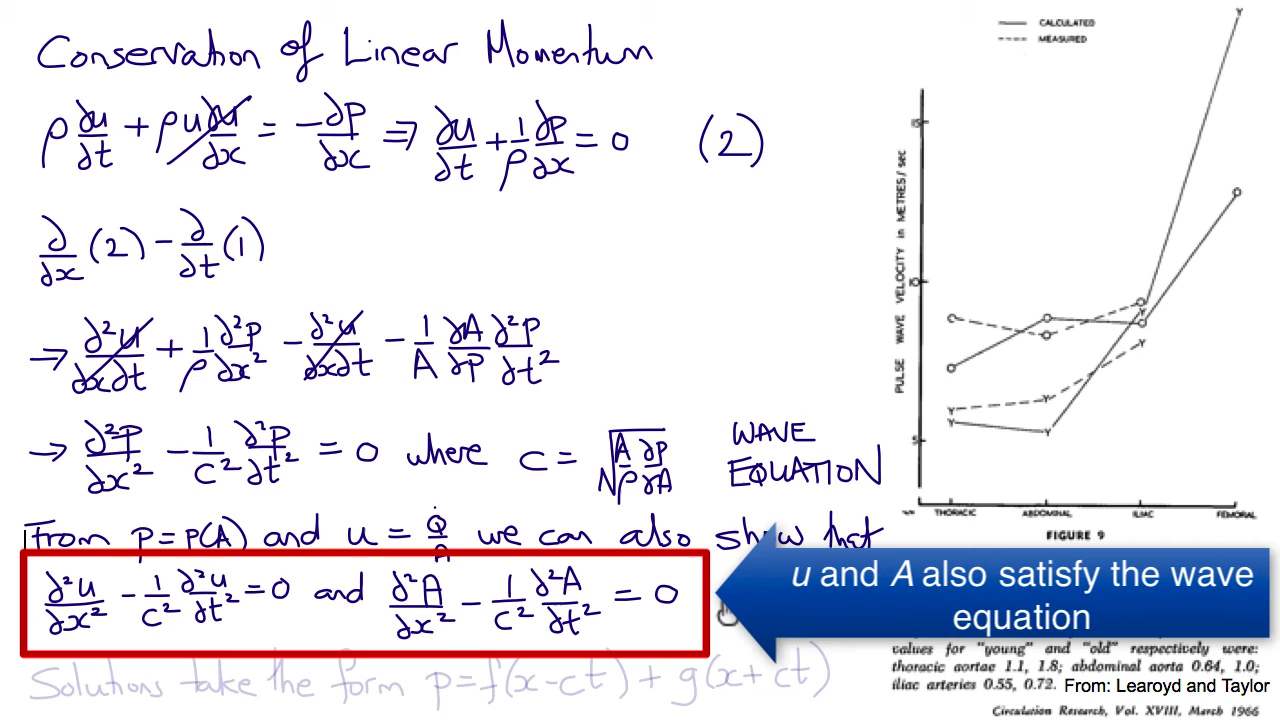 Conservation of Linear Momentum
ρ ∂u/∂t + ρu ∂u/∂x = −∂P/∂x ⇒ ∂u/∂t + 1/ρ ∂P/∂x = 0 (2)
∂/∂x (2) − ∂/∂t (1)
→ ∂²u/∂x∂t + 1/ρ ∂²P/∂x² − ∂²u/∂x∂t − 1/A ∂A/∂P ∂²P/∂t²
→ ∂²P/∂x² − 1/c² ∂²P/∂t² = 0 where c = √(A/ρ ∂P/∂A) WAVE EQUATION
From p = p(A) and u = Q̇/A we can also show that
∂²u/∂x² − 1/c² ∂²u/∂t² = 0 and ∂²A/∂x² − 1/c² ∂²A/∂t² = 0
Solutions take the form p = f(x−ct) + g(x+ct)
CALCULATED
MEASURED
PULSE WAVE VELOCITY in METRES/sec
15
10
5
THORACIC ABDOMINAL ILIAC FEMORAL
FIGURE 9
u and A also satisfy the wave
equation
values for "young" and "old" respectively were:
thoracic aortae 1.1, 1.8; abdominal aorta 0.64, 1.0;
iliac arteries 0.55, 0.72. From: Learoyd and Taylor
Circulation Research, Vol. XVIII, March 1966